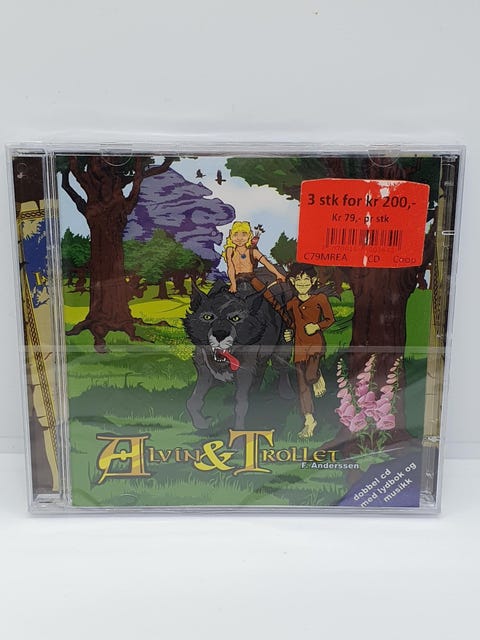 3 stk for kr 200,-
Kr 79,- pr stk
C79MREA CD Coop
Alvin & Trollet
F. Anderssen
dobbel cd
med lydbok og
musikk